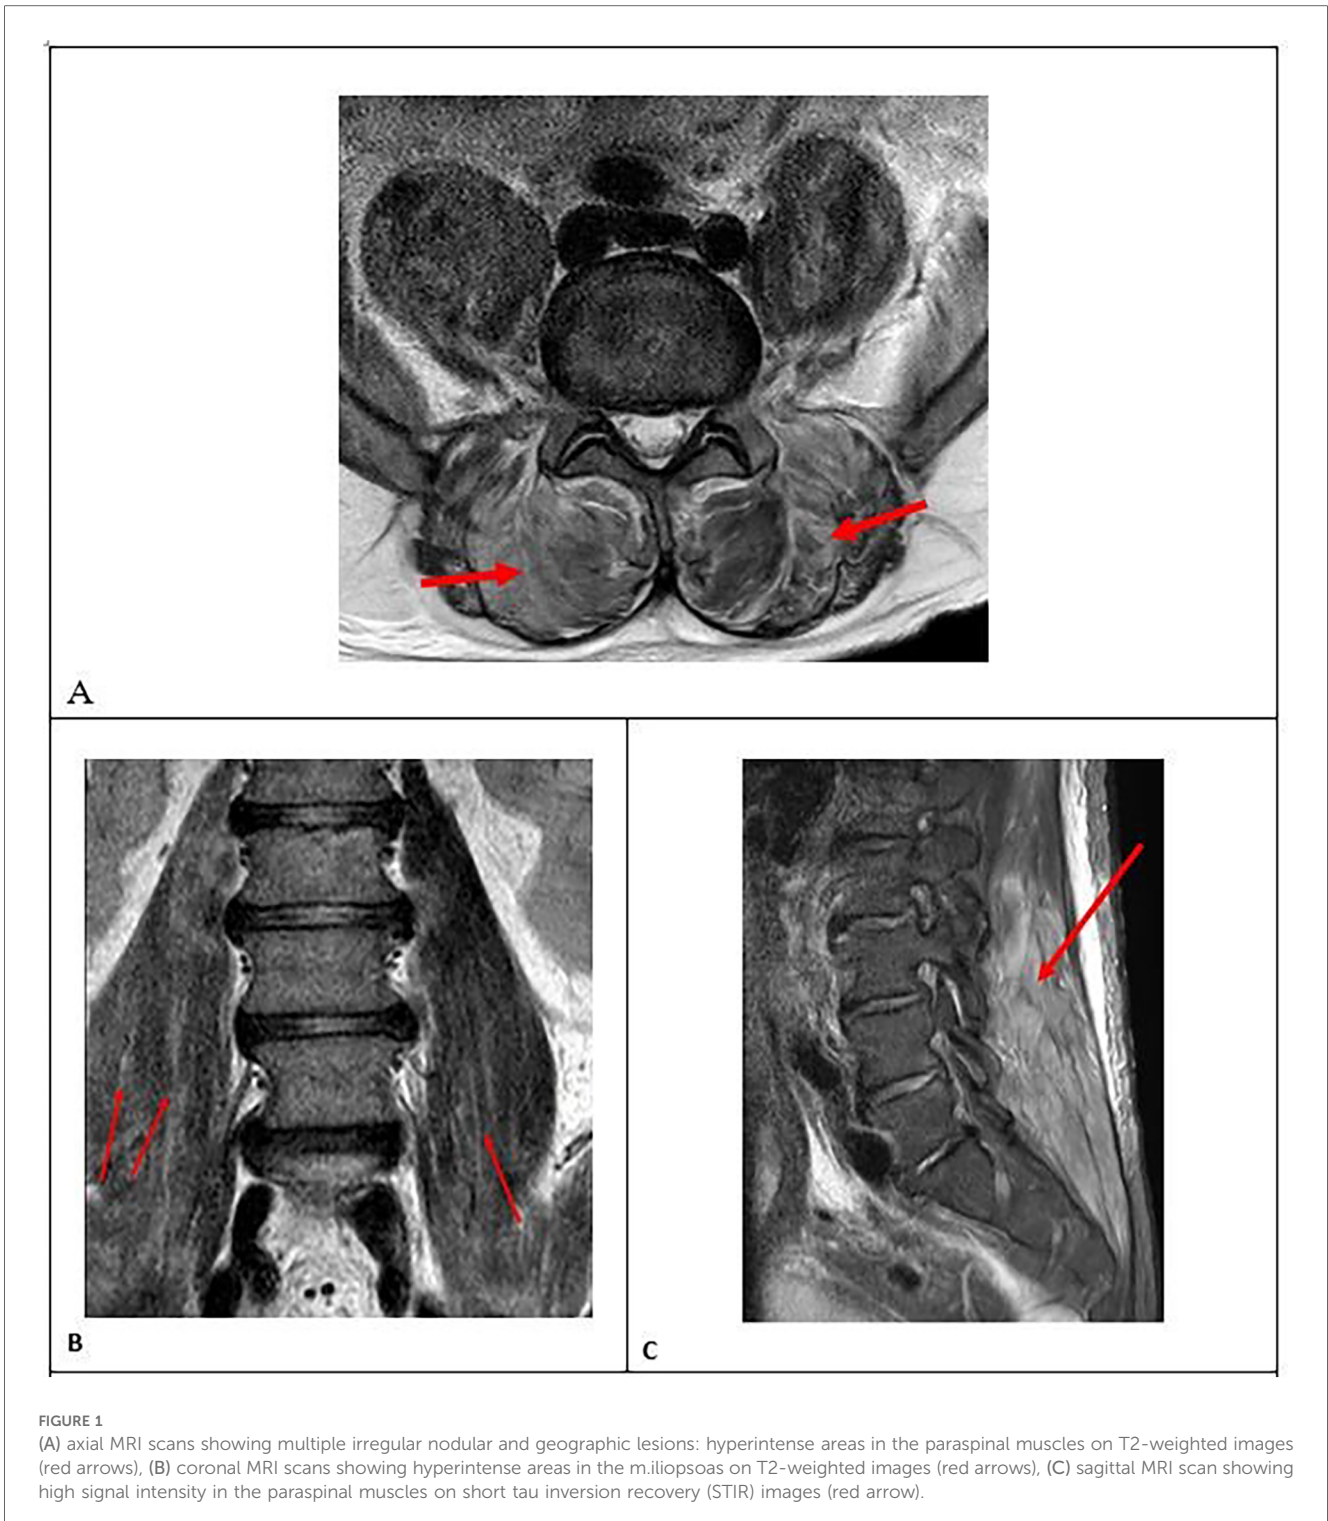 A
B
C
FIGURE 1
(A) axial MRI scans showing multiple irregular nodular and geographic lesions: hyperintense areas in the paraspinal muscles on T2-weighted images
(red arrows), (B) coronal MRI scans showing hyperintense areas in the m.iliopsoas on T2-weighted images (red arrows), (C) sagittal MRI scan showing
high signal intensity in the paraspinal muscles on short tau inversion recovery (STIR) images (red arrow).